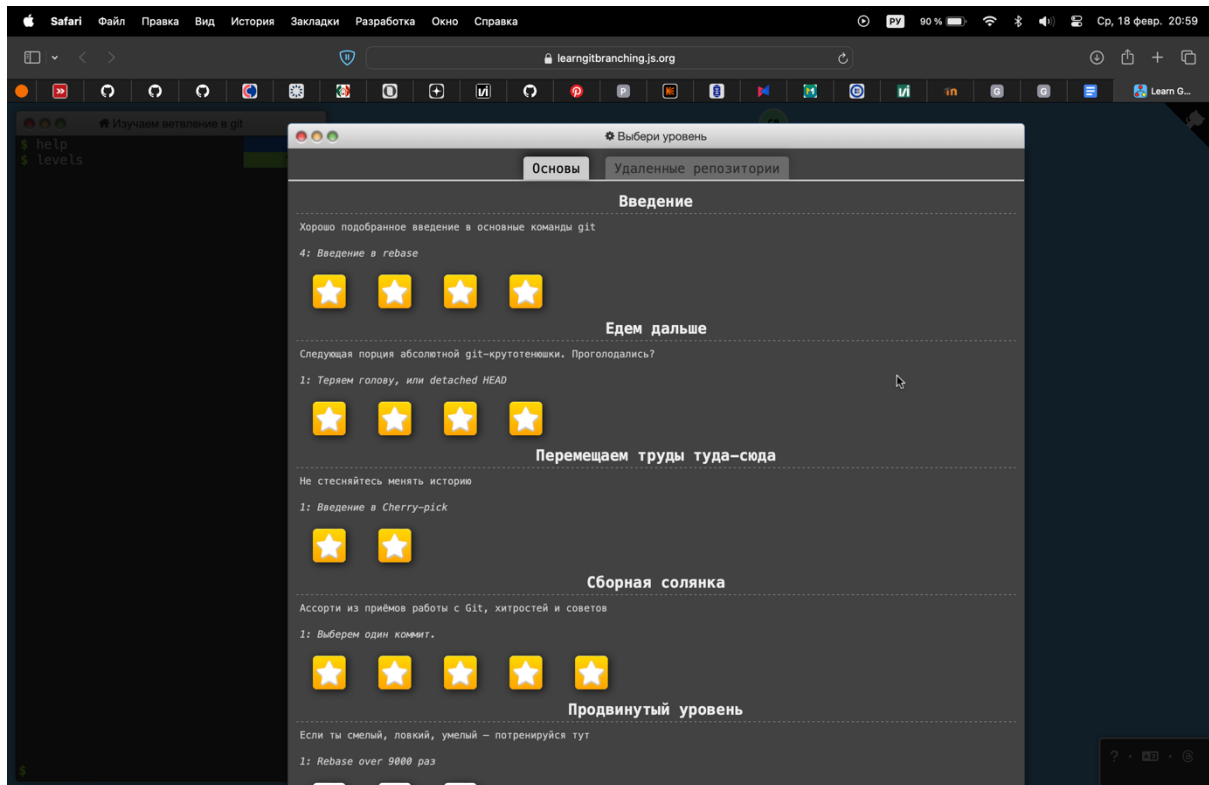 Safari Файл Правка Вид История Закладки Разработка Окно Справка РУ 90 % Ср, 18 февр. 20:59
learngitbranching.js.org
Learn G...
Изучаем ветвление в git
$ help
$ levels
Выбери уровень
Основы Удаленные репозитории
Введение
Хорошо подобранное введение в основные команды git
4: Введение в rebase
Едем дальше
Следующая порция абсолютной git-крутотенюшки. Проголодались?
1: Теряем голову, или detached HEAD
Перемещаем труды туда-сюда
Не стесняйтесь менять историю
1: Введение в Cherry-pick
Сборная солянка
Ассорти из приёмов работы с Git, хитростей и советов
1: Выберем один коммит.
Продвинутый уровень
Если ты смелый, ловкий, умелый — потренируйся тут
1: Rebase over 9000 раз
$
?